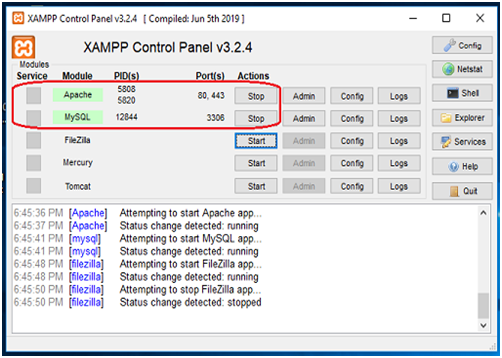 XAMPP Control Panel v3.2.4 [ Compiled: Jun 5th 2019 ]
XAMPP Control Panel v3.2.4
Config
Modules
Service Module PID(s) Port(s) Actions
Netstat
Apache 5808 5820 80, 443 Stop Admin Config Logs
Shell
MySQL 12844 3306 Stop Admin Config Logs
Explorer
FileZilla Start Admin Config Logs
Services
Mercury Start Admin Config Logs
Help
Tomcat Start Admin Config Logs
Quit
6:45:36 PM [Apache] Attempting to start Apache app...
6:45:37 PM [Apache] Status change detected: running
6:45:41 PM [mysql] Attempting to start MySQL app...
6:45:41 PM [mysql] Status change detected: running
6:45:48 PM [filezilla] Attempting to start FileZilla app...
6:45:48 PM [filezilla] Status change detected: running
6:45:50 PM [filezilla] Attempting to stop FileZilla app...
6:45:50 PM [filezilla] Status change detected: stopped